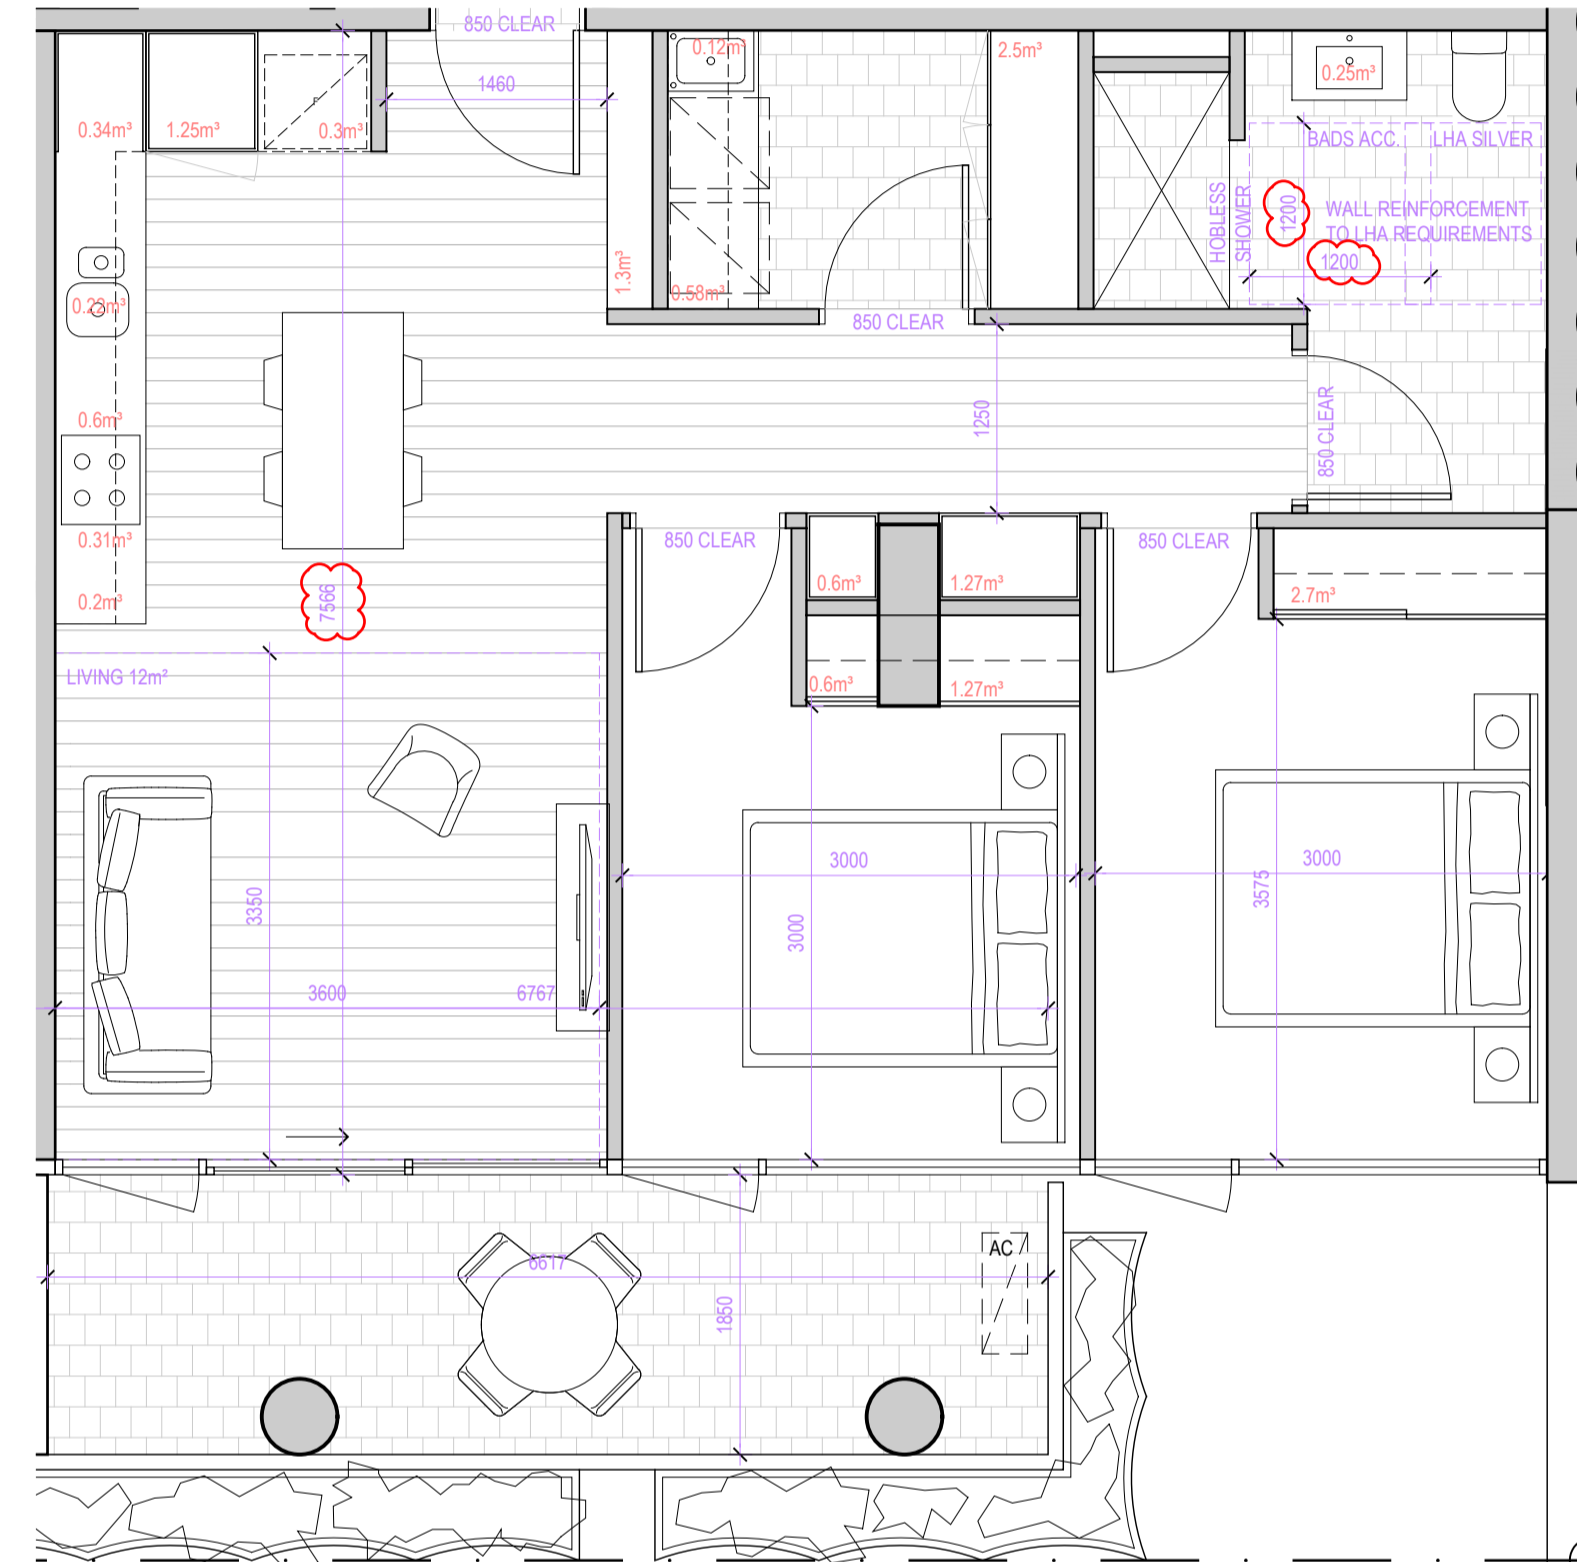 850 CLEAR
0.12m³
2.5m³
0.25m³
1460
0.34m³
1.25m³
F
0.3m³
BADS ACC.
LHA SILVER
HOBLESS
SHOWER
1200
WALL REINFORCEMENT
TO LHA REQUIREMENTS
1200
1.3m³
0.58m³
0.22m³
850 CLEAR
1250
850 CLEAR
0.6m³
0.31m³
850 CLEAR
850 CLEAR
0.6m³
1.27m³
0.2m³
7566
2.7m³
LIVING 12m²
0.6m³
1.27m³
3350
3000
3000
3000
3575
3600
6767
AC
6617
1850